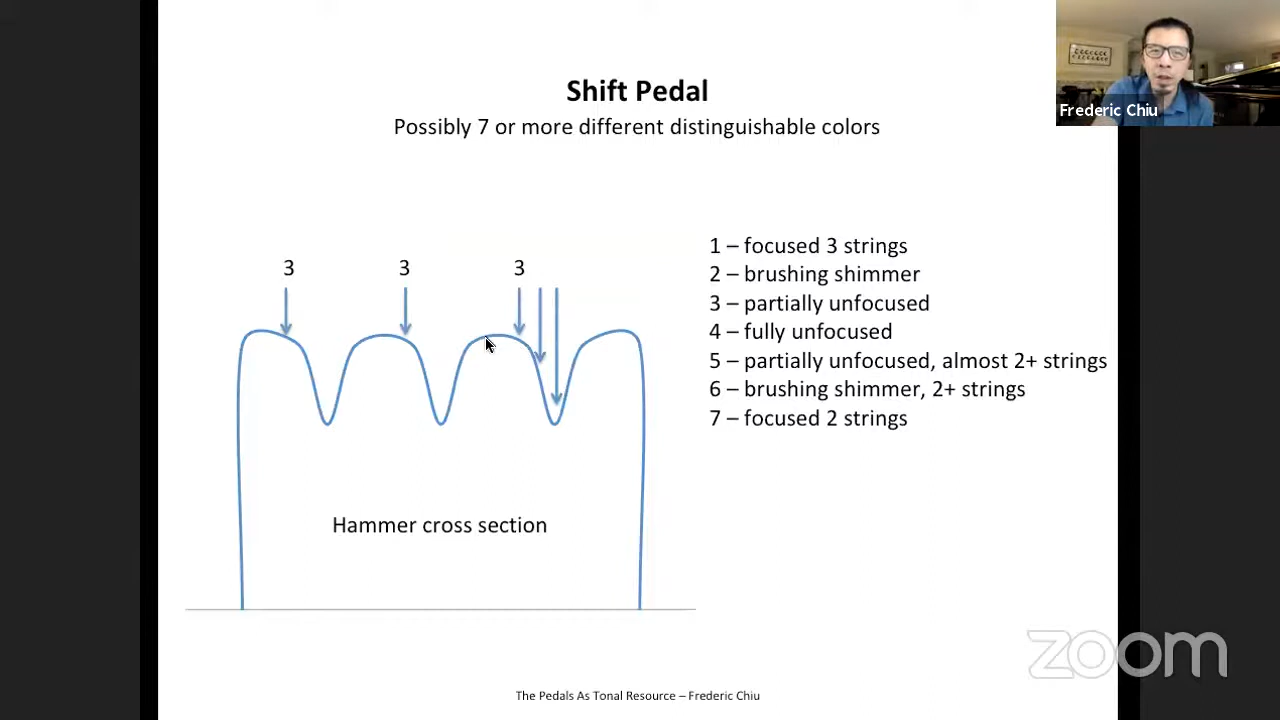 Shift Pedal
Possibly 7 or more different distinguishable colors
Frederic Chiu
3 3 3
1 – focused 3 strings
2 – brushing shimmer
3 – partially unfocused
4 – fully unfocused
5 – partially unfocused, almost 2+ strings
6 – brushing shimmer, 2+ strings
7 – focused 2 strings
Hammer cross section
zoom
The Pedals As Tonal Resource – Frederic Chiu